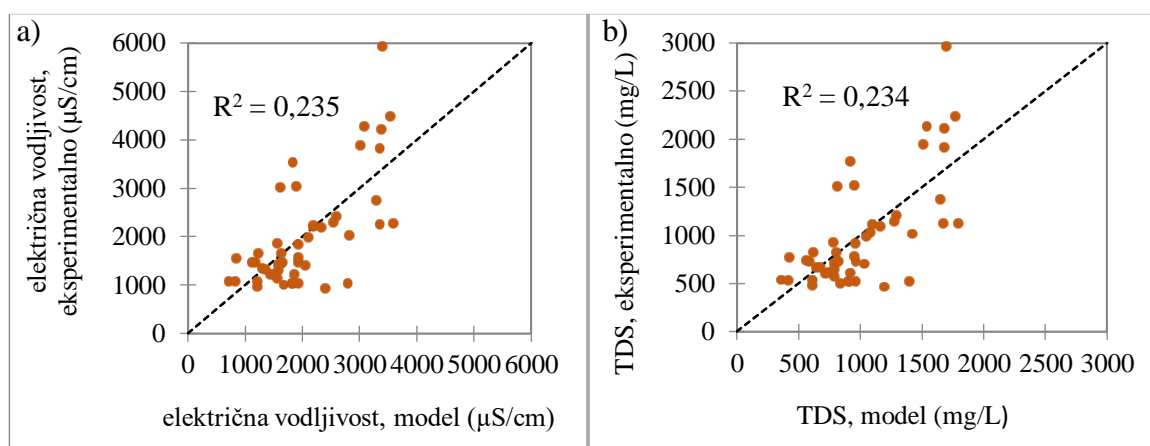 a)
električna vodljivost,
eksperimentalno (µS/cm)
6000
5000
4000
3000
2000
1000
0
R² = 0,235
0 1000 2000 3000 4000 5000 6000
električna vodljivost, model (µS/cm)
b)
TDS, eksperimentalno (mg/L)
3000
2500
2000
1500
1000
500
0
R² = 0,234
0 500 1000 1500 2000 2500 3000
TDS, model (mg/L)